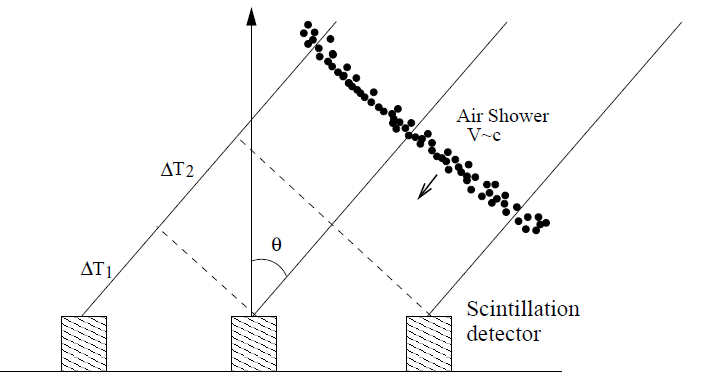 Air Shower
V~c
ΔT2
θ
ΔT1
Scintillation
detector